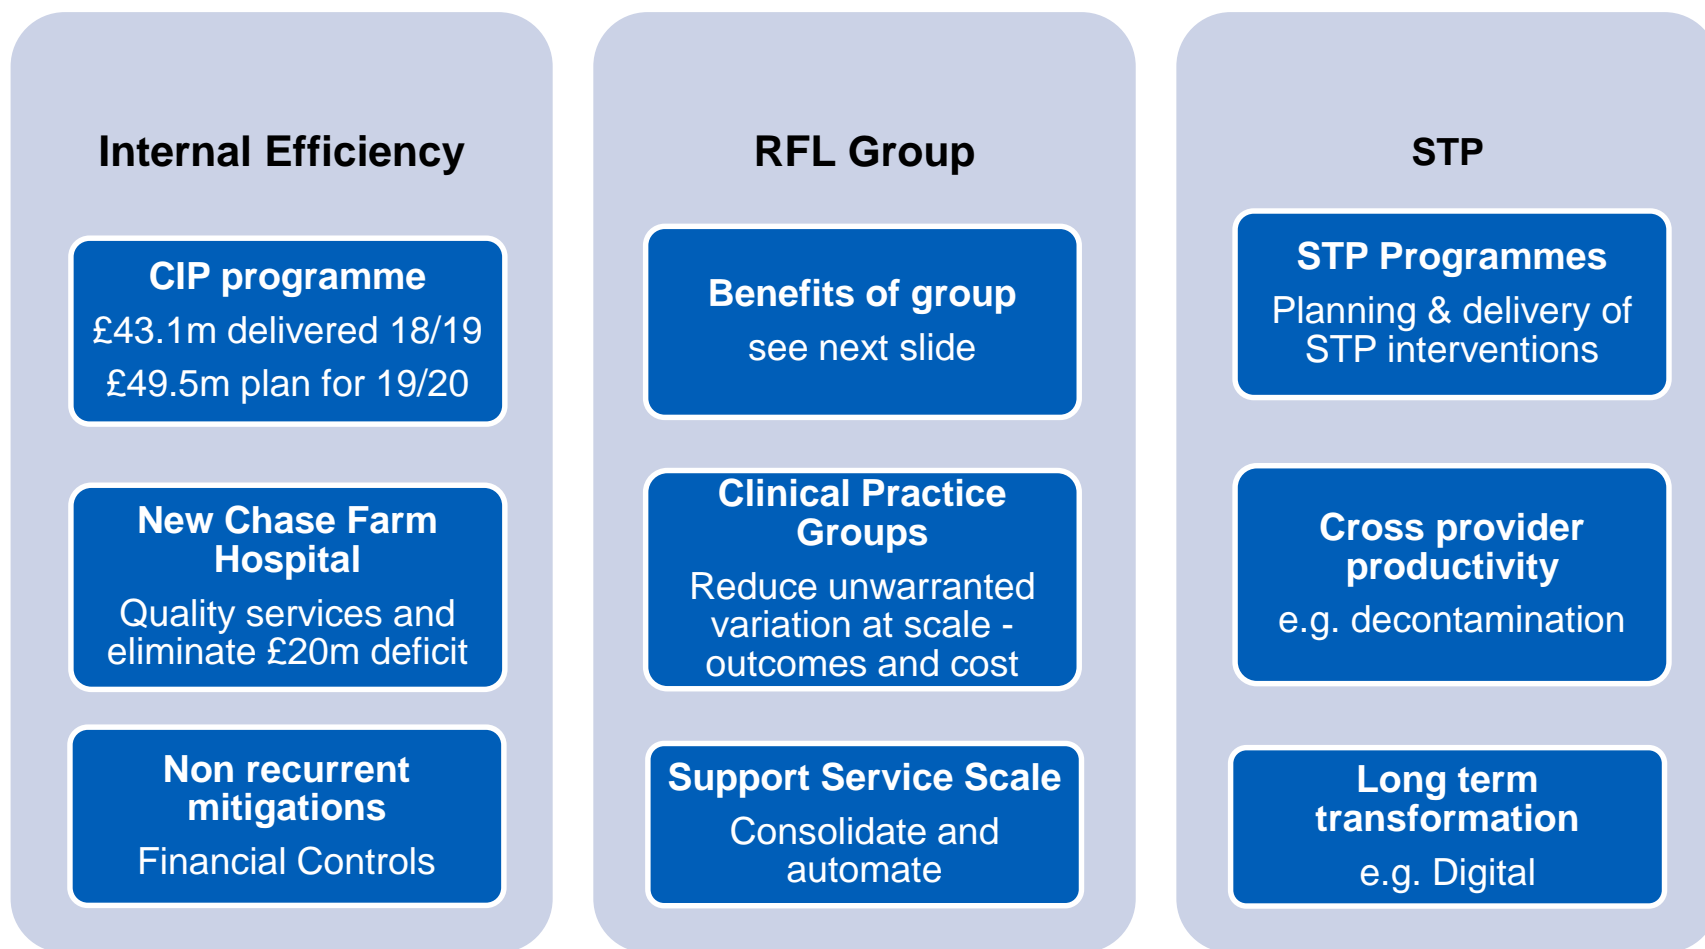 Internal Efficiency
CIP programme
£43.1m delivered 18/19
£49.5m plan for 19/20
New Chase Farm
Hospital
Quality services and
eliminate £20m deficit
Non recurrent
mitigations
Financial Controls
RFL Group
Benefits of group
see next slide
Clinical Practice
Groups
Reduce unwarranted
variation at scale -
outcomes and cost
Support Service Scale
Consolidate and
automate
STP
STP Programmes
Planning & delivery of
STP interventions
Cross provider
productivity
e.g. decontamination
Long term
transformation
e.g. Digital